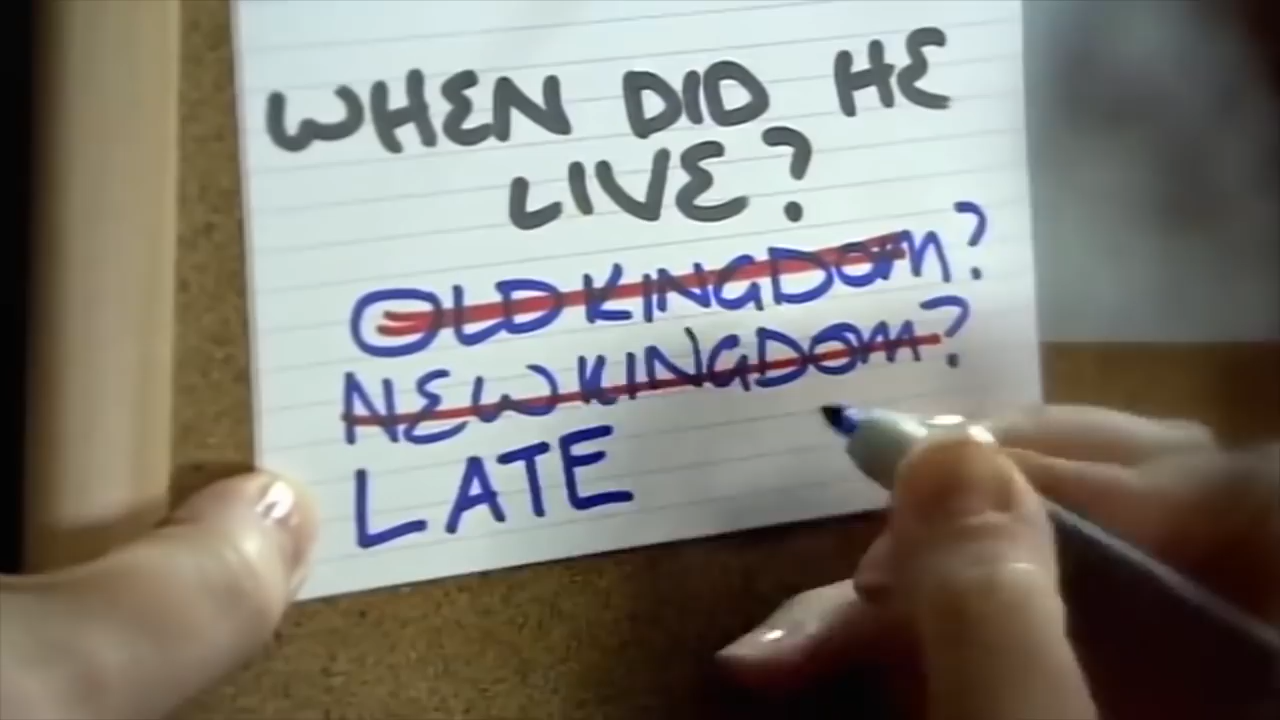 WHEN DID HE
LIVE?
OLD KINGDOM?
NEW KINGDOM?
LATE